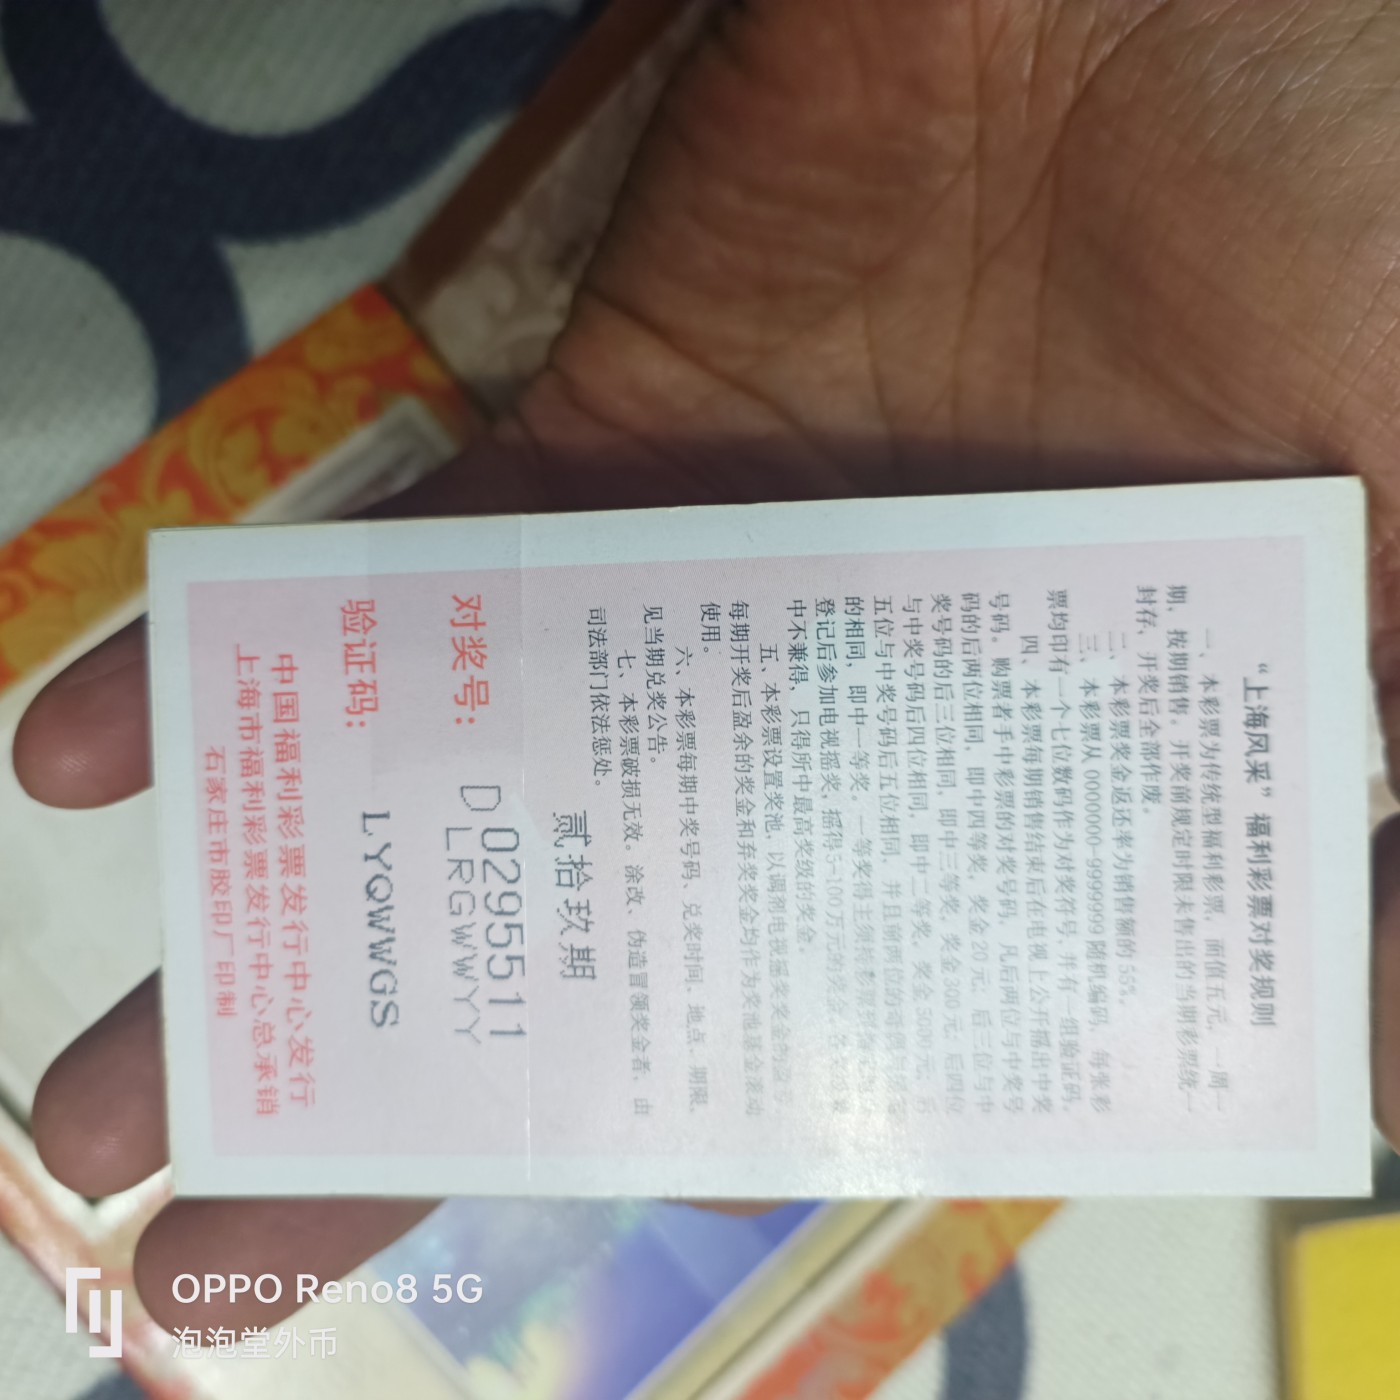 “上海风采”福利彩票对奖规则
一、本彩票为传统型福利彩票，面值五元，一周一
期，按期销售。开奖前规定时限未售出的当期彩票统一
封存，开奖后全部作废。
二、本彩票奖金返还率为销售额的55%。
三、本彩票从0000000-9999999随机编码，每张彩
票均印有一个七位数码作为对奖符号，并有一组验证码。
四、本彩票每期销售结束后在电视上公开摇出中奖
号码。购票者手中彩票的对奖号码，凡后两位与中奖号
码的后两位相同，即中四等奖，奖金20元；后三位与中
奖号码的后三位相同，即中三等奖，奖金300元；后四位
与中奖号码后四位相同，即中二等奖，奖金5000元；后
五位与中奖号码后五位相同，并且前两位的奇偶与
的相同，即中一等奖。一等奖得主须持彩票到
登记后参加电视摇奖，摇得5-100万元的奖金。各
中不兼得，只得所中最高奖级的奖金。
五、本彩票设置奖池，以调剂电视摇奖奖金的盈亏，
每期开奖后盈余的奖金和弃奖奖金均作为奖池基金滚动
使用。
六、本彩票每期中奖号码、兑奖时间、地点、期限，
见当期兑奖公告。
七、本彩票破损无效。涂改、伪造冒领奖金者，由
司法部门依法惩处。
贰拾玖期
对奖号： D 0295511
LRGWWYY
验证码： LYQWWGS
中国福利彩票发行中心发行
上海市福利彩票发行中心总承销
石家庄市胶印厂印制
OPPO Reno8 5G
泡泡堂外币